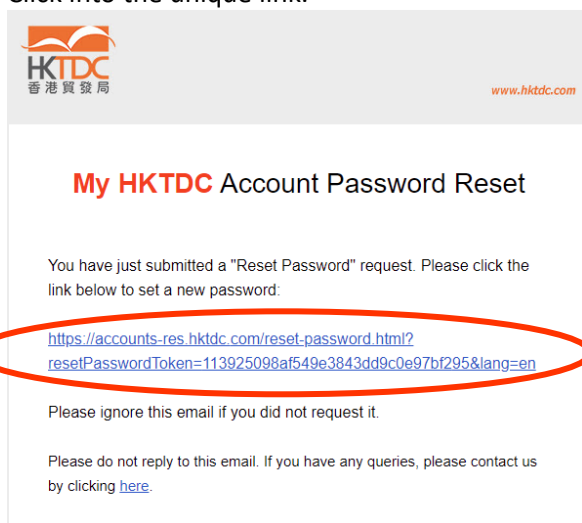 Click into the unique link.
HKTDC
香港貿發局
www.hktdc.com
My HKTDC Account Password Reset
You have just submitted a "Reset Password" request. Please click the
link below to set a new password:
https://accounts-res.hktdc.com/reset-password.html?
resetPasswordToken=113925098af549e3843dd9c0e97bf295&lang=en
Please ignore this email if you did not request it.
Please do not reply to this email. If you have any queries, please contact us
by clicking here.